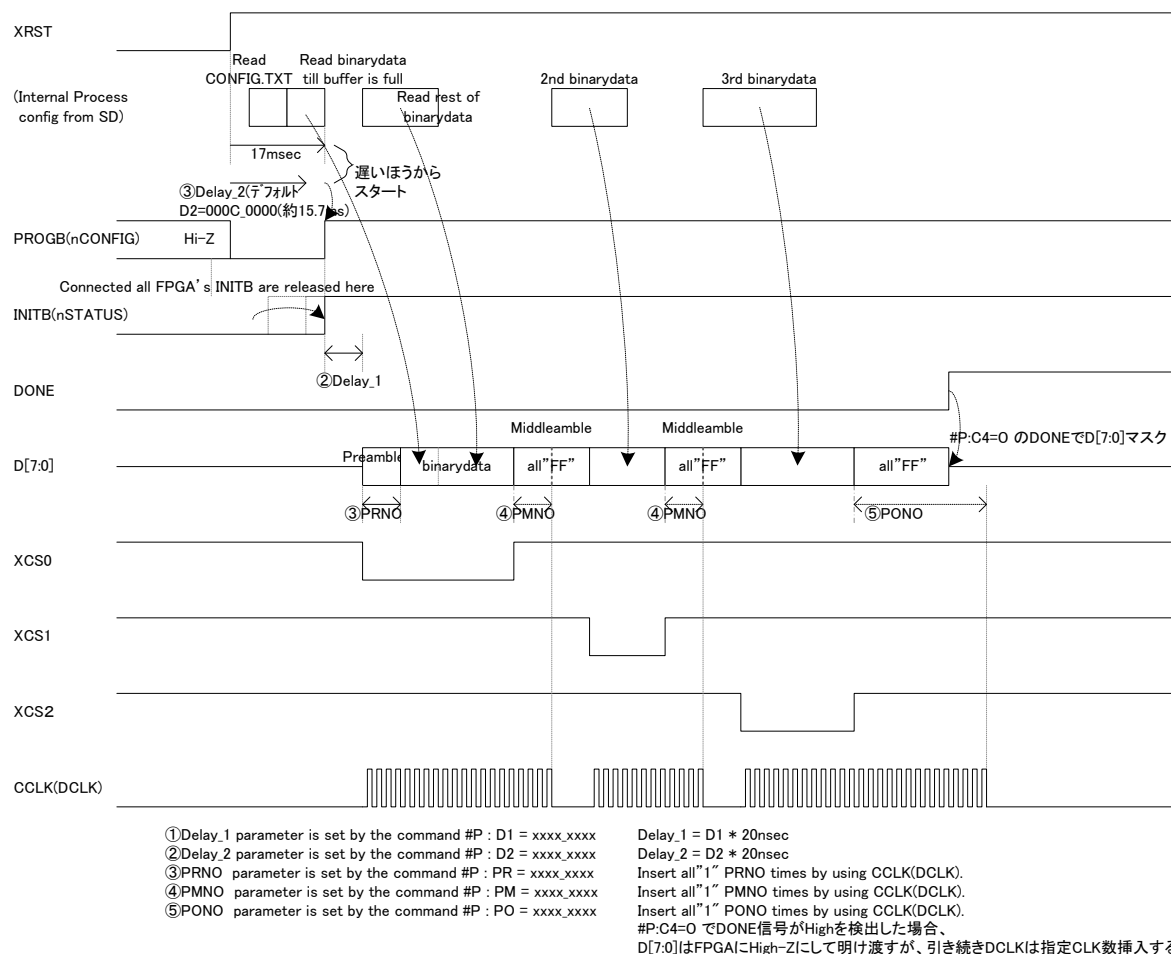 XRST
Read
CONFIG.TXT
Read binarydata
till buffer is full
2nd binarydata
3rd binarydata
(Internal Process
config from SD)
Read rest of
binarydata
17msec
遅いほうから
スタート
③Delay_2(ﾃﾞﾌｫﾙﾄ
D2=000C_0000(約15.7ms)
PROGB(nCONFIG)
Hi-Z
Connected all FPGA's INITB are released here
INITB(nSTATUS)
②Delay_1
DONE
Middleamble
Middleamble
#P:C4=0 のDONEでD[7:0]マスク
D[7:0]
Preamble
binarydata
all"FF"
all"FF"
all"FF"
③PRNO
④PMNO
④PMNO
⑤PONO
XCS0
XCS1
XCS2
CCLK(DCLK)
①Delay_1 parameter is set by the command #P : D1 = xxxx_xxxx Delay_1 = D1 * 20nsec
②Delay_2 parameter is set by the command #P : D2 = xxxx_xxxx Delay_2 = D2 * 20nsec
③PRNO parameter is set by the command #P : PR = xxxx_xxxx Insert all"1" PRNO times by using CCLK(DCLK).
④PMNO parameter is set by the command #P : PM = xxxx_xxxx Insert all"1" PMNO times by using CCLK(DCLK).
⑤PONO parameter is set by the command #P : PO = xxxx_xxxx Insert all"1" PONO times by using CCLK(DCLK).
#P:C4=0 でDONE信号がHighを検出した場合、
D[7:0]はFPGAにHigh-Zにして明け渡すが、引き続きDCLKは指定CLK数挿入する